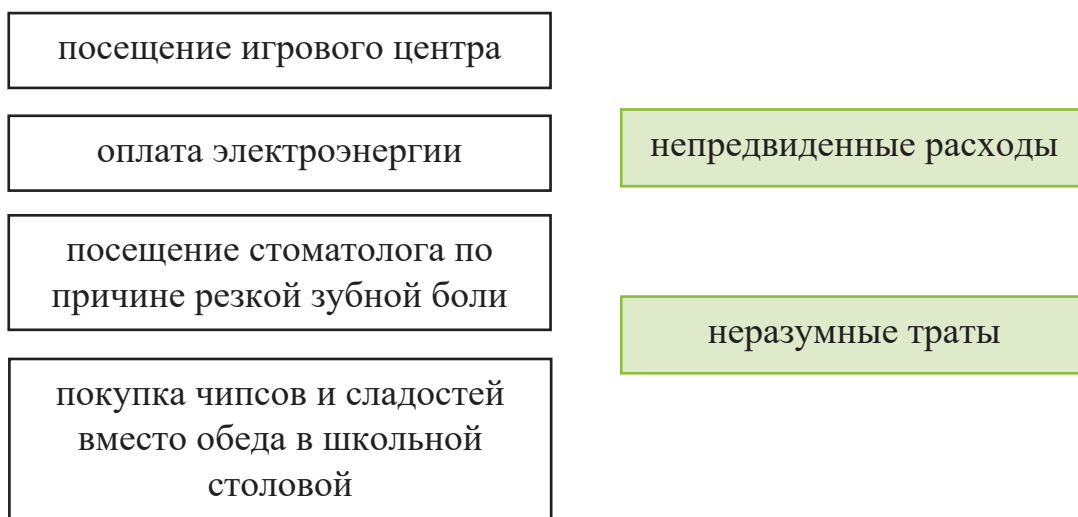 посещение игрового центра
оплата электроэнергии
посещение стоматолога по
причине резкой зубной боли
покупка чипсов и сладостей
вместо обеда в школьной
столовой
непредвиденные расходы
неразумные траты